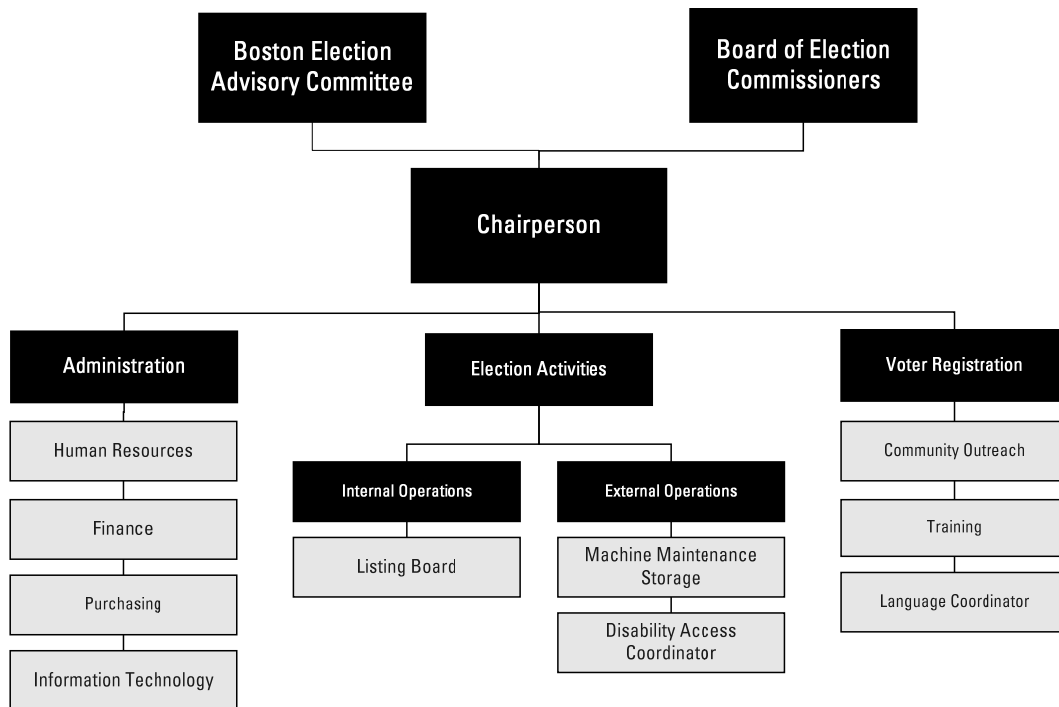 Boston Election
Advisory Committee
Board of Election
Commissioners
Chairperson
Administration
Election Activities
Voter Registration
Human Resources
Finance
Purchasing
Information Technology
Internal Operations
Listing Board
External Operations
Machine Maintenance
Storage
Disability Access
Coordinator
Community Outreach
Training
Language Coordinator